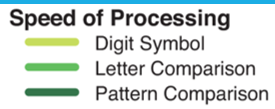 Speed of Processing
Digit Symbol
Letter Comparison
Pattern Comparison